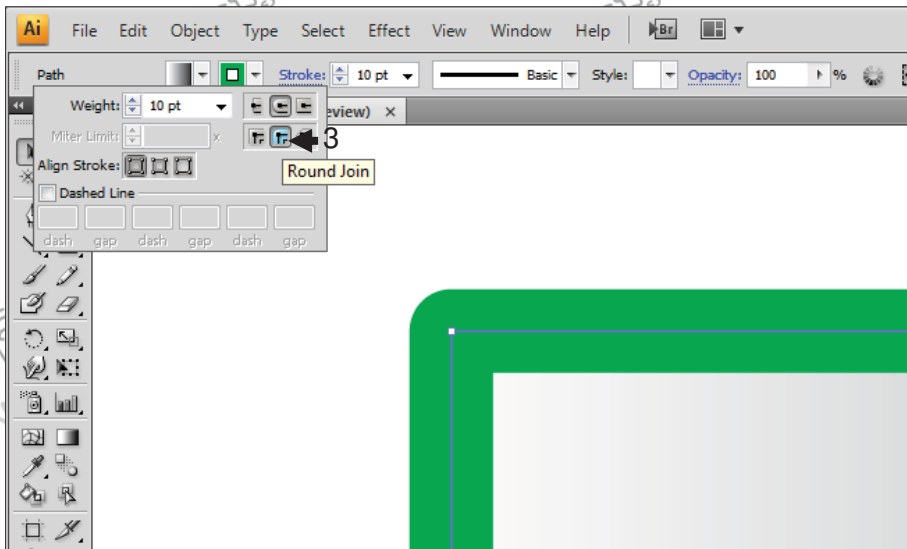 Ai File Edit Object Type Select Effect View Window Help Br
Path Stroke: 10 pt Basic Style: Opacity: 100 %
Weight: 10 pt
eview) ×
Miter Limit: x
3
Align Stroke:
Round Join
Dashed Line
dash gap dash gap dash gap